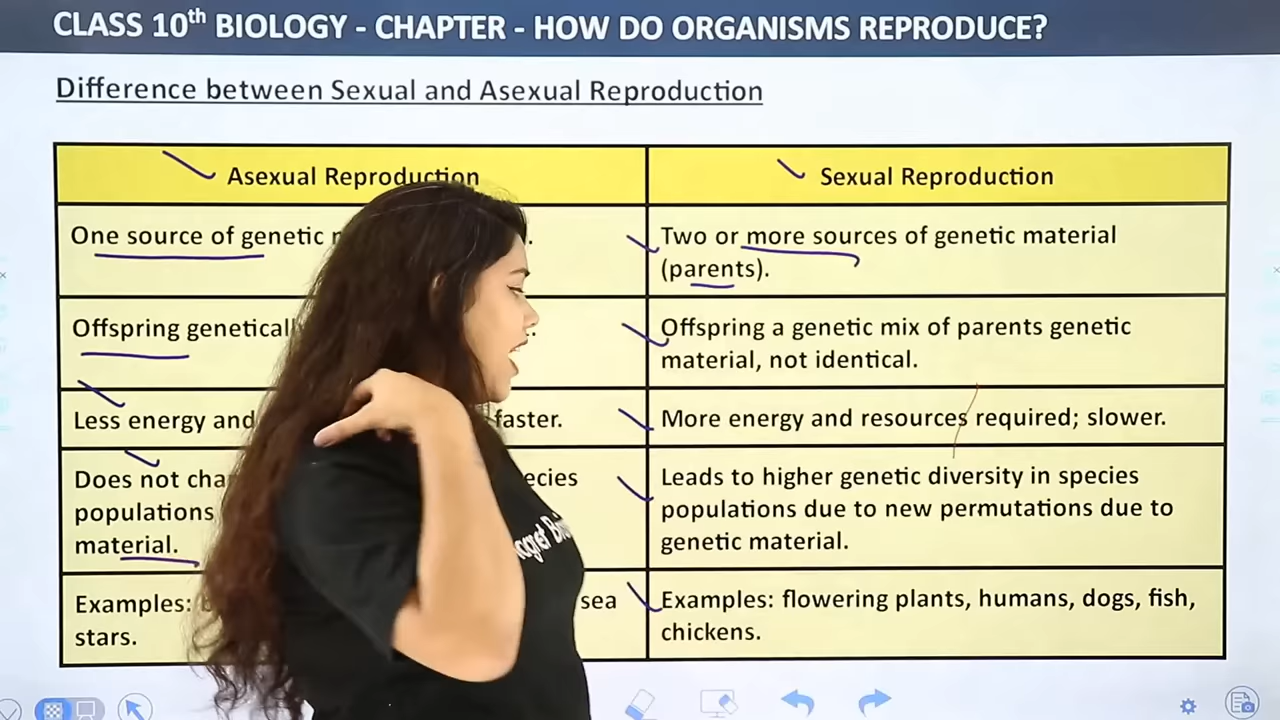 CLASS 10th BIOLOGY - CHAPTER - HOW DO ORGANISMS REPRODUCE?
Difference between Sexual and Asexual Reproduction
Asexual Reproduction
Sexual Reproduction
One source of genetic
Two or more sources of genetic material
(parents).
Offspring
Offspring a genetic mix of parents genetic
material, not identical.
Less energy and
faster.
More energy and resources required; slower.
Does not
populations
material.
Leads to higher genetic diversity in species
populations due to new permutations due to
genetic material.
Examples:
sea
stars.
Examples: flowering plants, humans, dogs, fish,
chickens.